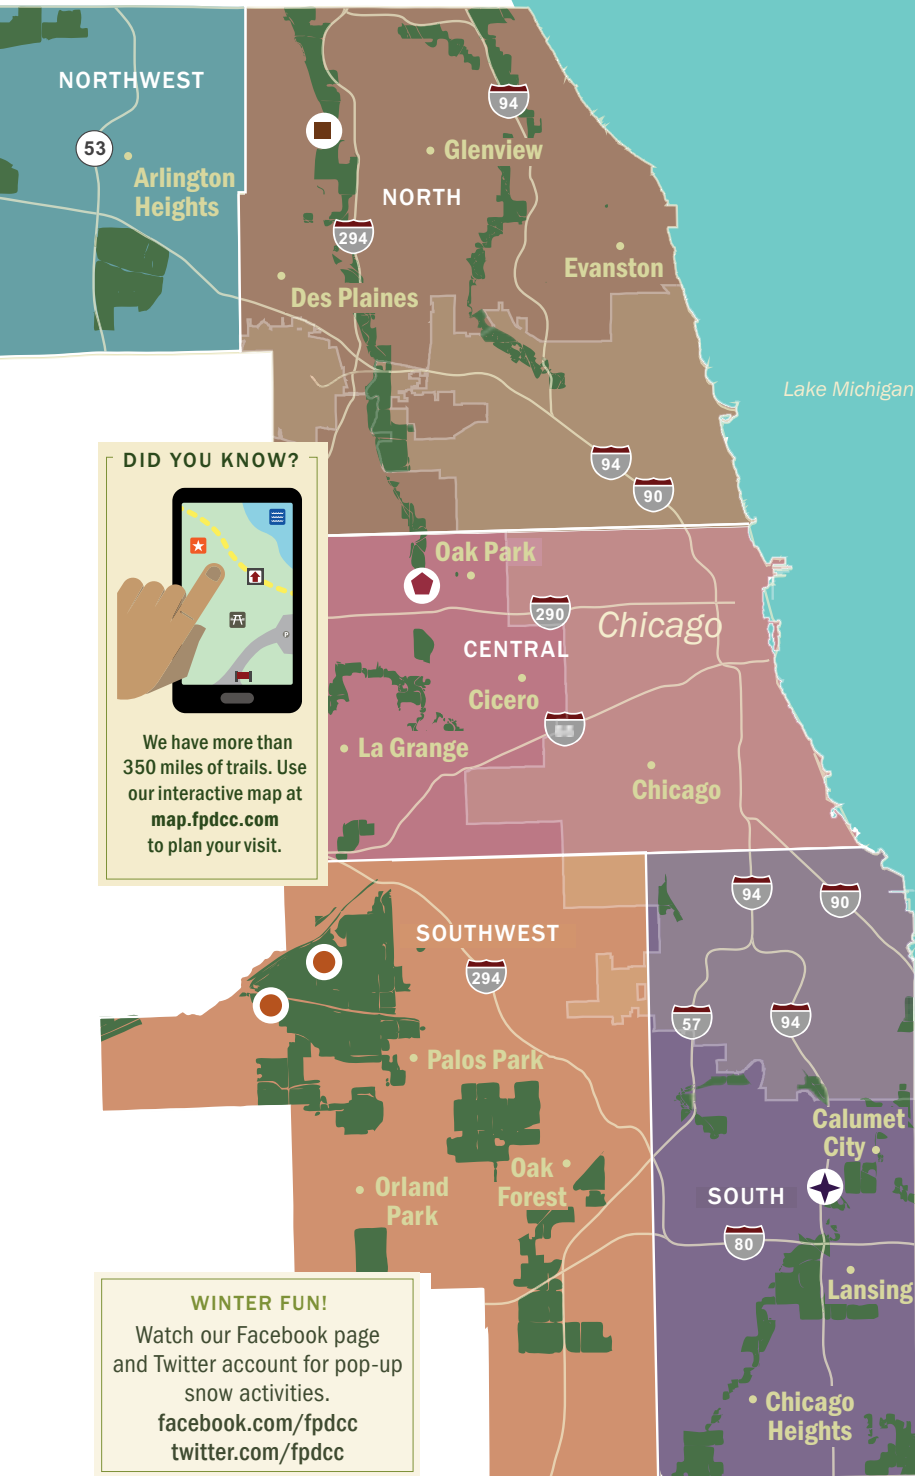 NORTHWEST
94
53
Glenview
Arlington
Heights
NORTH
294
Evanston
Des Plaines
Lake Michigan
94
90
DID YOU KNOW?
Oak Park
290
Chicago
CENTRAL
Cicero
P
La Grange
We have more than
350 miles of trails. Use
our interactive map at
map.fpdcc.com
to plan your visit.
Chicago
94
90
SOUTHWEST
294
57
94
Palos Park
Calumet
City
Oak
Forest
Orland
Park
SOUTH
80
Lansing
WINTER FUN!
Watch our Facebook page
and Twitter account for pop-up
snow activities.
facebook.com/fpdcc
twitter.com/fpdcc
Chicago
Heights